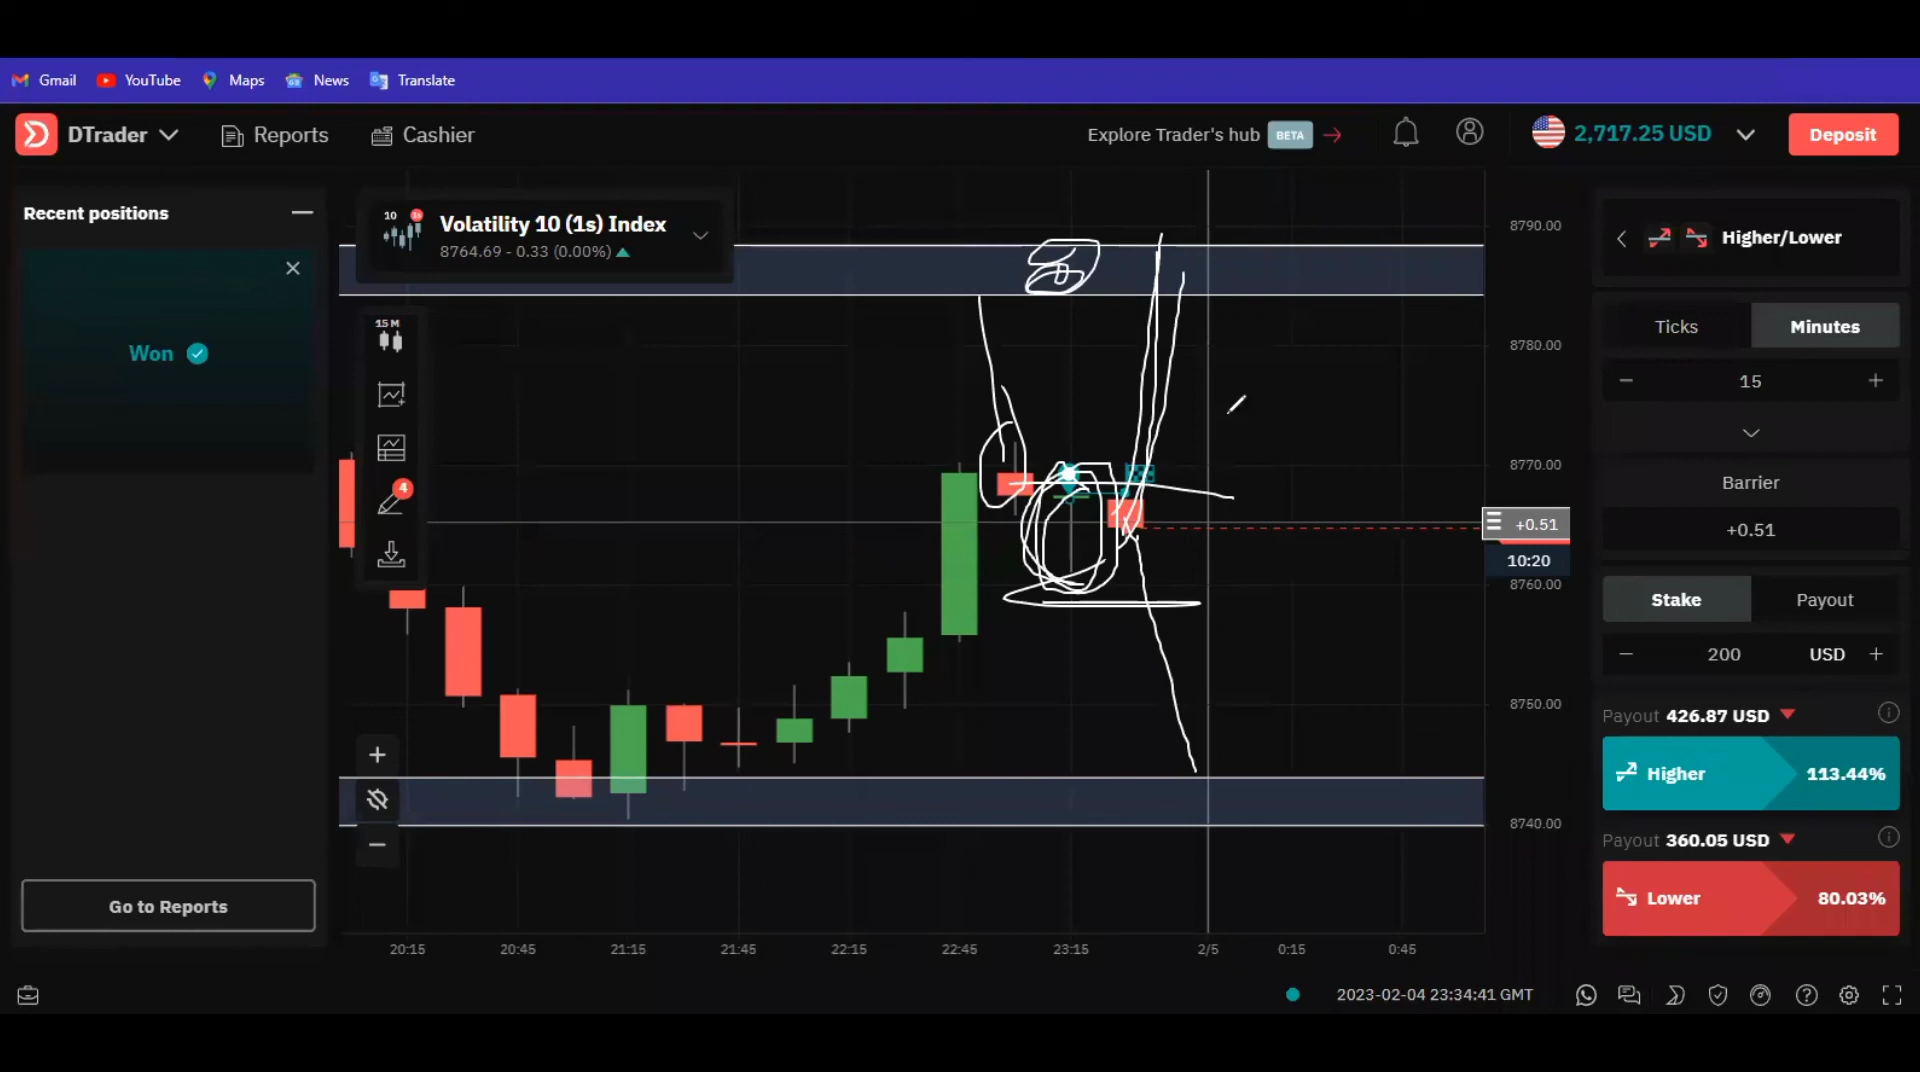 Gmail YouTube Maps News Translate
DTrader Reports Cashier Explore Trader's hub BETA 2,717.25 USD Deposit
Recent positions
Won
Go to Reports
10 1s
Volatility 10 (1s) Index
8764.69 - 0.33 (0.00%)
15 M
4
8790.00
8780.00
8770.00
+0.51
10:20
8760.00
8750.00
8740.00
20:15 20:45 21:15 21:45 22:15 22:45 23:15 2/5 0:15 0:45
Higher/Lower
Ticks Minutes
− 15 +
Barrier
+0.51
Stake Payout
− 200 USD +
Payout 426.87 USD
Higher 113.44%
Payout 360.05 USD
Lower 80.03%
2023-02-04 23:34:41 GMT